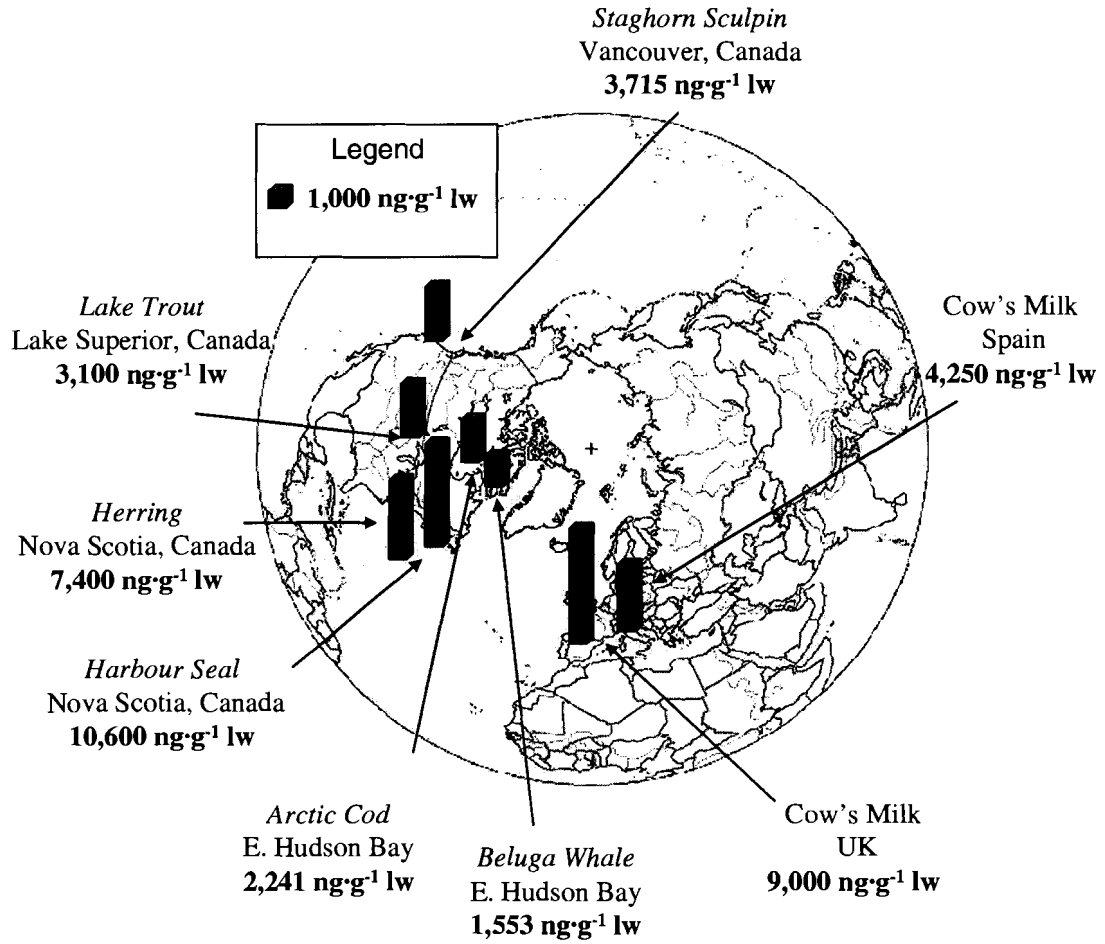 Staghorn Sculpin
Vancouver, Canada
3,715 ng·g⁻¹ lw
Legend
1,000 ng·g⁻¹ lw
Lake Trout
Lake Superior, Canada
3,100 ng·g⁻¹ lw
Cow's Milk
Spain
4,250 ng·g⁻¹ lw
Herring
Nova Scotia, Canada
7,400 ng·g⁻¹ lw
Harbour Seal
Nova Scotia, Canada
10,600 ng·g⁻¹ lw
Arctic Cod
E. Hudson Bay
2,241 ng·g⁻¹ lw
Beluga Whale
E. Hudson Bay
1,553 ng·g⁻¹ lw
Cow's Milk
UK
9,000 ng·g⁻¹ lw